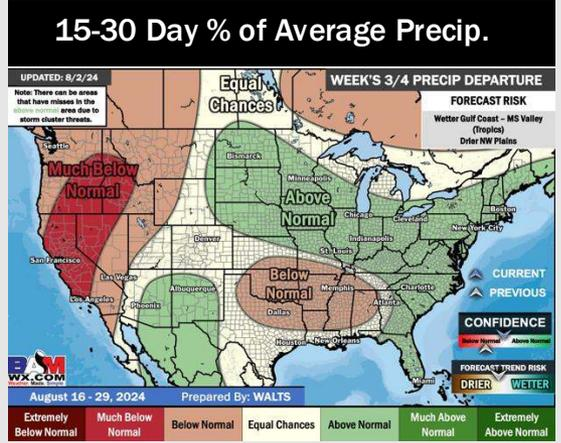 15-30 Day % of Average Precip.
UPDATED: 8/2/24
Note: There can be areas
that have misses in the
above normal area due to
storm cluster threats.
WEEK'S 3/4 PRECIP DEPARTURE
FORECAST RISK
Wetter Gulf Coast – MS Valley
(Tropics)
Drier NW Plains
Equal
Chances
Seattle
Much Below
Normal
Bismarck
Minneapolis
Above
Normal
Chicago
Cleveland
Boston
New York City
Indianapolis
Denver
St. Louis
San Francisco
Las Vegas
Los Angeles
Phoenix
Albuquerque
Below
Normal
Memphis
Dallas
Charlotte
Atlanta
Houston
New Orleans
Miami
CURRENT
PREVIOUS
CONFIDENCE
Below Normal
Above Normal
FORECAST TREND RISK
DRIER
WETTER
BAM
WX.COM
Weather Made Simple
August 16 - 29, 2024
Prepared By: WALTS
Extremely
Below Normal
Much Below
Normal
Below Normal
Equal Chances
Above Normal
Much Above
Normal
Extremely
Above Normal